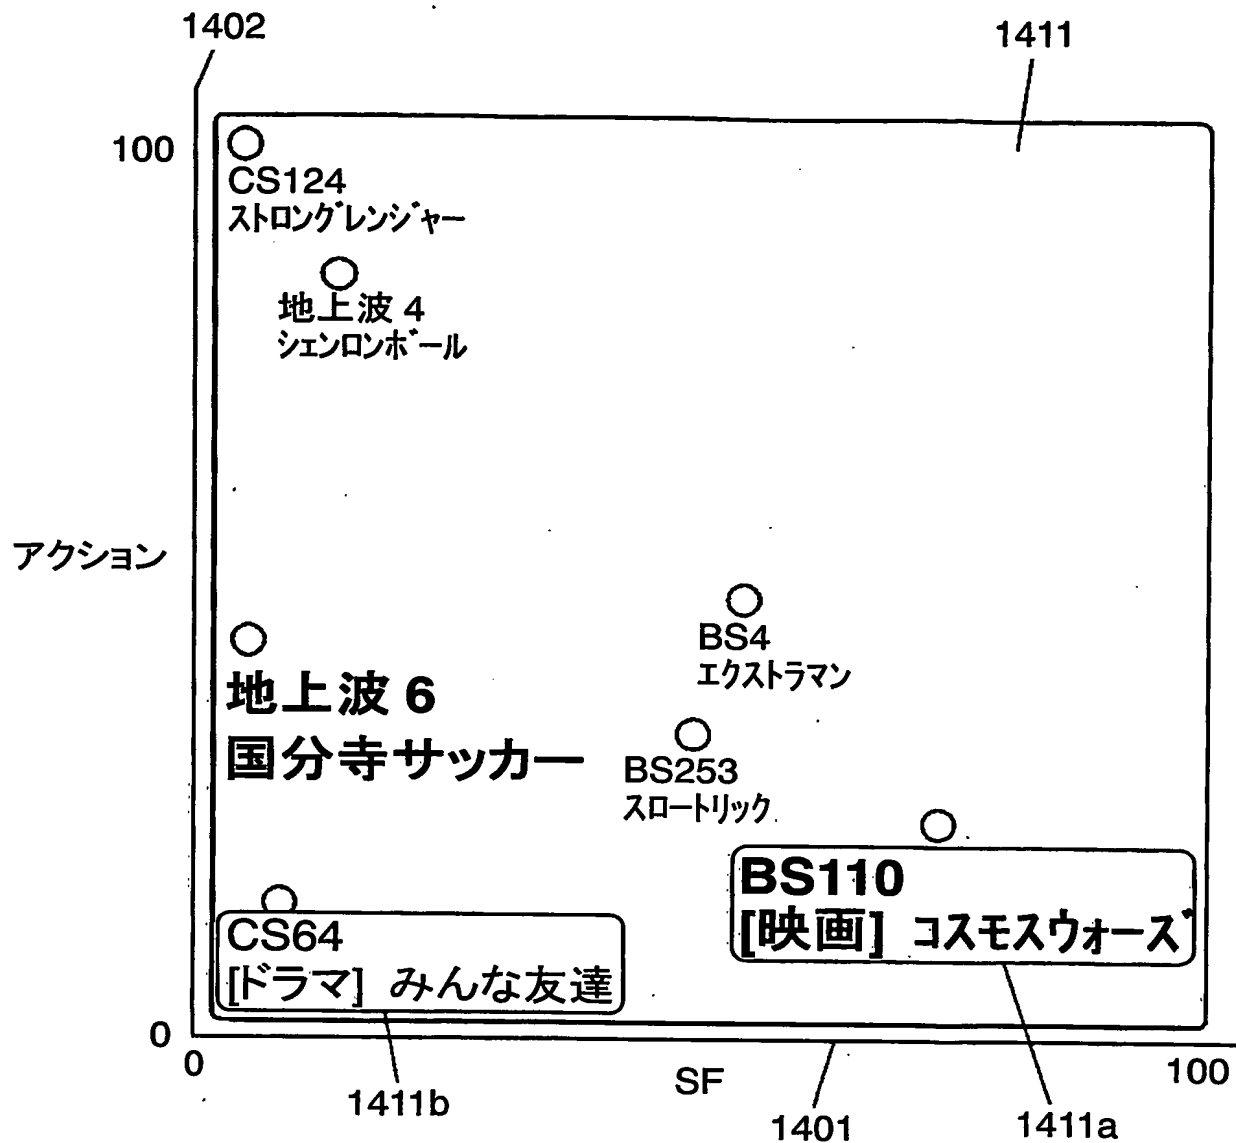 1402
1411
100
CS124
ストロングレンジャー
地上波 4
シェンロンボール
アクション
BS4
エクストラマン
地上波 6
国分寺サッカー
BS253
スロートリック
BS110
[映画] コスモスウォーズ
CS64
[ドラマ] みんな友達
0
0
SF
100
1411b
1401
1411a